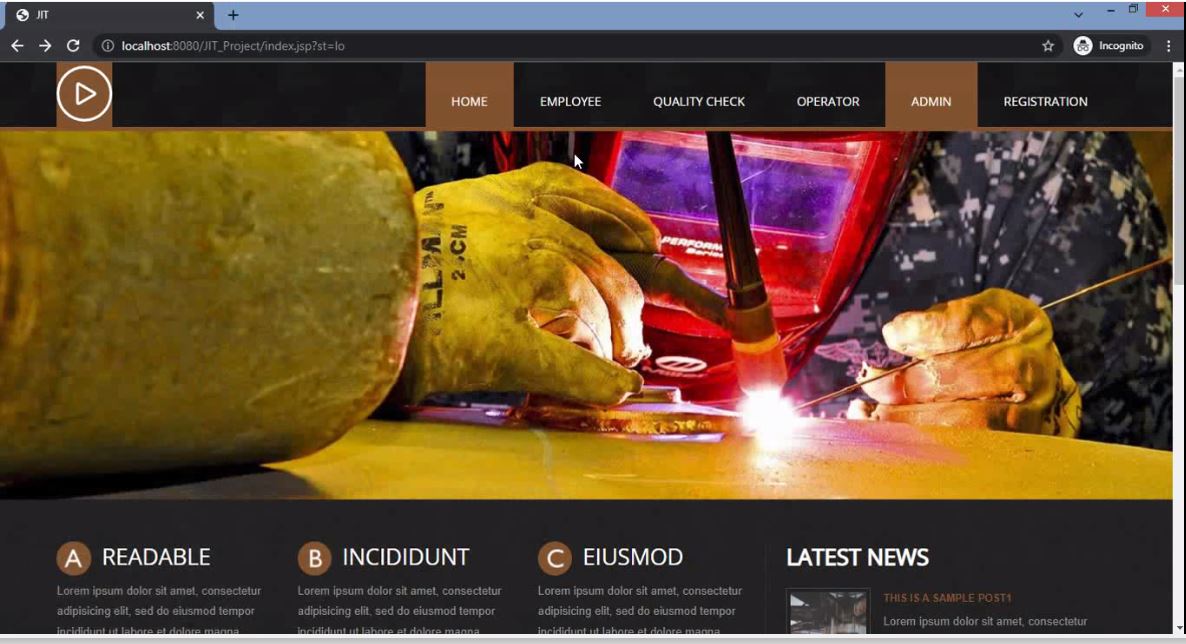 JIT
localhost:8080/JIT_Project/index.jsp?st=lo
Incognito
HOME EMPLOYEE QUALITY CHECK OPERATOR ADMIN REGISTRATION
PERFORM
Series
CM
Miller
A READABLE
Lorem ipsum dolor sit amet, consectetur
adipisicing elit, sed do eiusmod tempor
incididunt ut labore et dolore magna
B INCIDIDUNT
Lorem ipsum dolor sit amet, consectetur
adipisicing elit, sed do eiusmod tempor
incididunt ut labore et dolore magna
C EIUSMOD
Lorem ipsum dolor sit amet, consectetur
adipisicing elit, sed do eiusmod tempor
incididunt ut labore et dolore magna
LATEST NEWS
THIS IS A SAMPLE POST1
Lorem ipsum dolor sit amet, consectetur